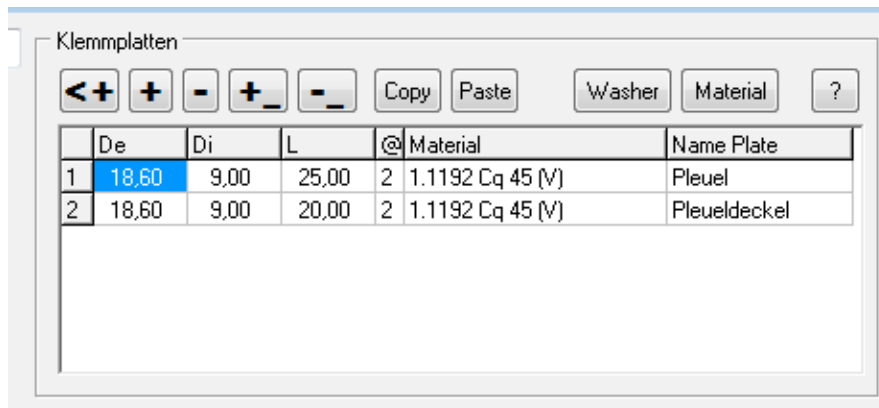 Klemmplatten
<+ + - +_ -_ Copy Paste Washer Material ?
De Di L @ Material Name Plate
1 18,60 9,00 25,00 2 1.1192 Cq 45 (V) Pleuel
2 18,60 9,00 20,00 2 1.1192 Cq 45 (V) Pleueldeckel